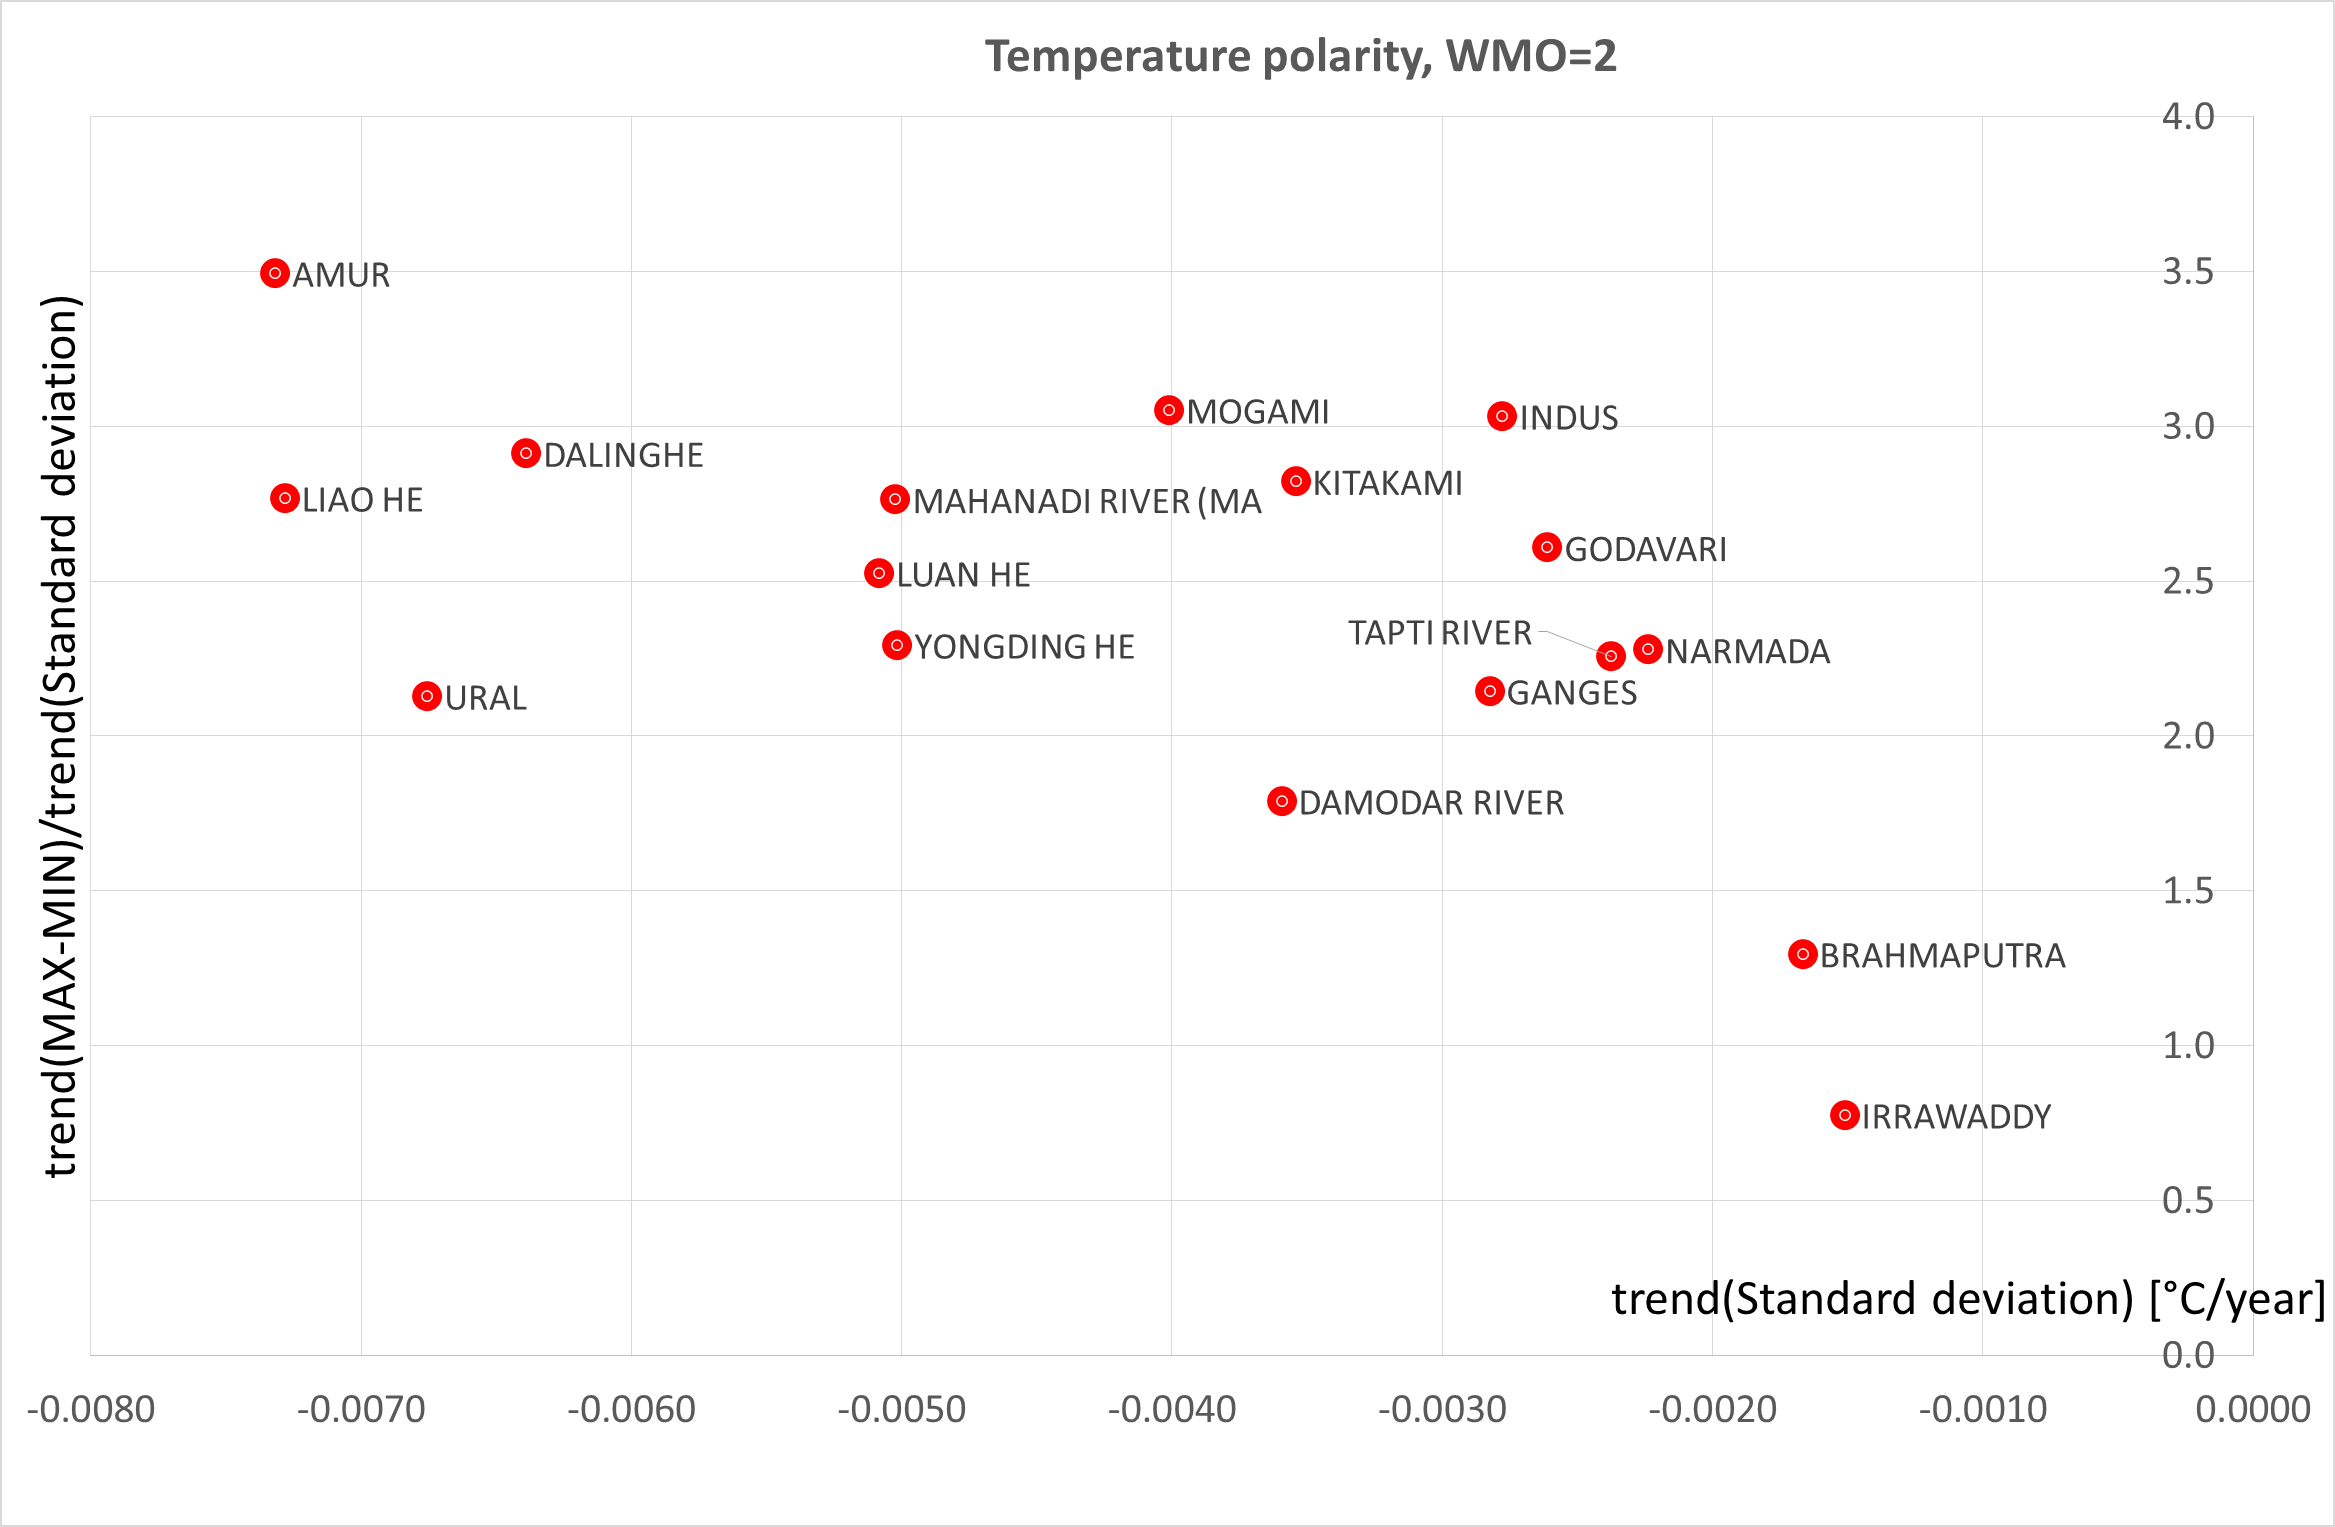 Temperature polarity, WMO=2
trend(MAX-MIN)/trend(Standard deviation)
4.0
AMUR
3.5
MOGAMI
INDUS
3.0
DALINGHE
KITAKAMI
LIAO HE
MAHANADI RIVER (MA
GODAVARI
LUAN HE
2.5
TAPTI RIVER
YONGDING HE
NARMADA
GANGES
URAL
2.0
DAMODAR RIVER
1.5
BRAHMAPUTRA
1.0
IRRAWADDY
0.5
trend(Standard deviation) [°C/year]
0.0
-0.0080 -0.0070 -0.0060 -0.0050 -0.0040 -0.0030 -0.0020 -0.0010 0.0000